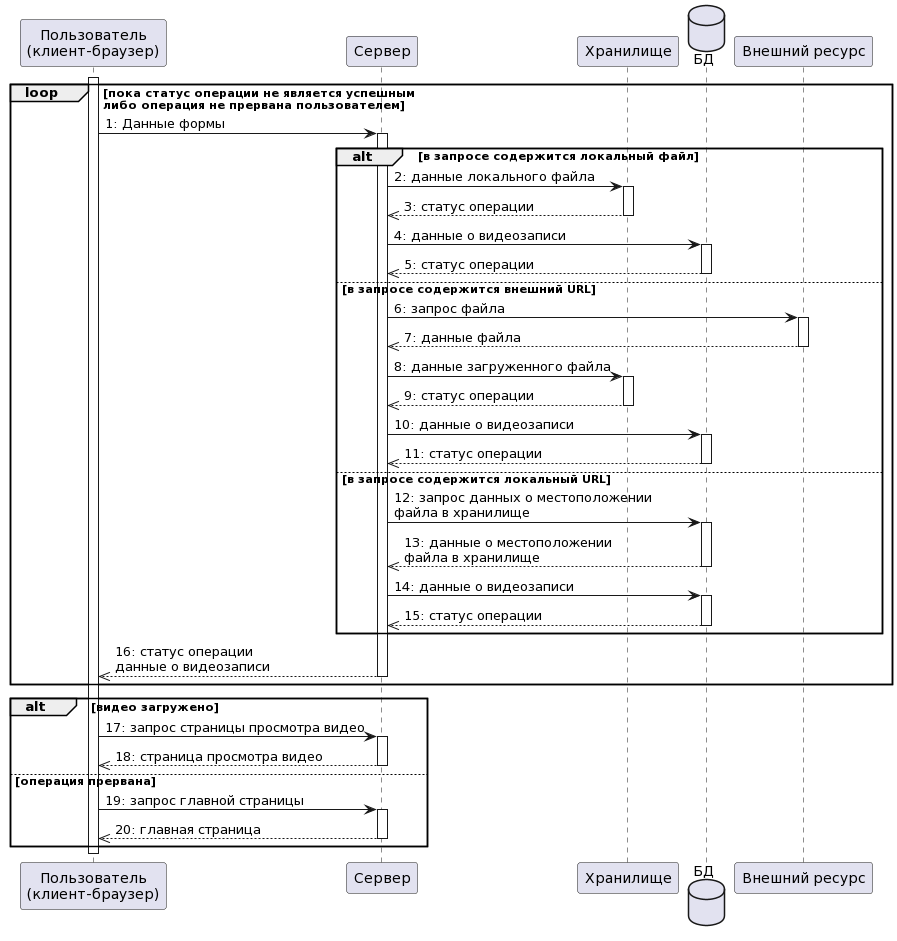 Пользователь
(клиент-браузер)
Сервер
Хранилище
БД
Внешний ресурс
loop
[пока статус операции не является успешным
либо операция не прервана пользователем]
1: Данные формы
alt
[в запросе содержится локальный файл]
2: данные локального файла
3: статус операции
4: данные о видеозаписи
5: статус операции
[в запросе содержится внешний URL]
6: запрос файла
7: данные файла
8: данные загруженного файла
9: статус операции
10: данные о видеозаписи
11: статус операции
[в запросе содержится локальный URL]
12: запрос данных о местоположении
файла в хранилище
13: данные о местоположении
файла в хранилище
14: данные о видеозаписи
15: статус операции
16: статус операции
данные о видеозаписи
alt
[видео загружено]
17: запрос страницы просмотра видео
18: страница просмотра видео
[операция прервана]
19: запрос главной страницы
20: главная страница
Пользователь
(клиент-браузер)
Сервер
Хранилище
БД
Внешний ресурс